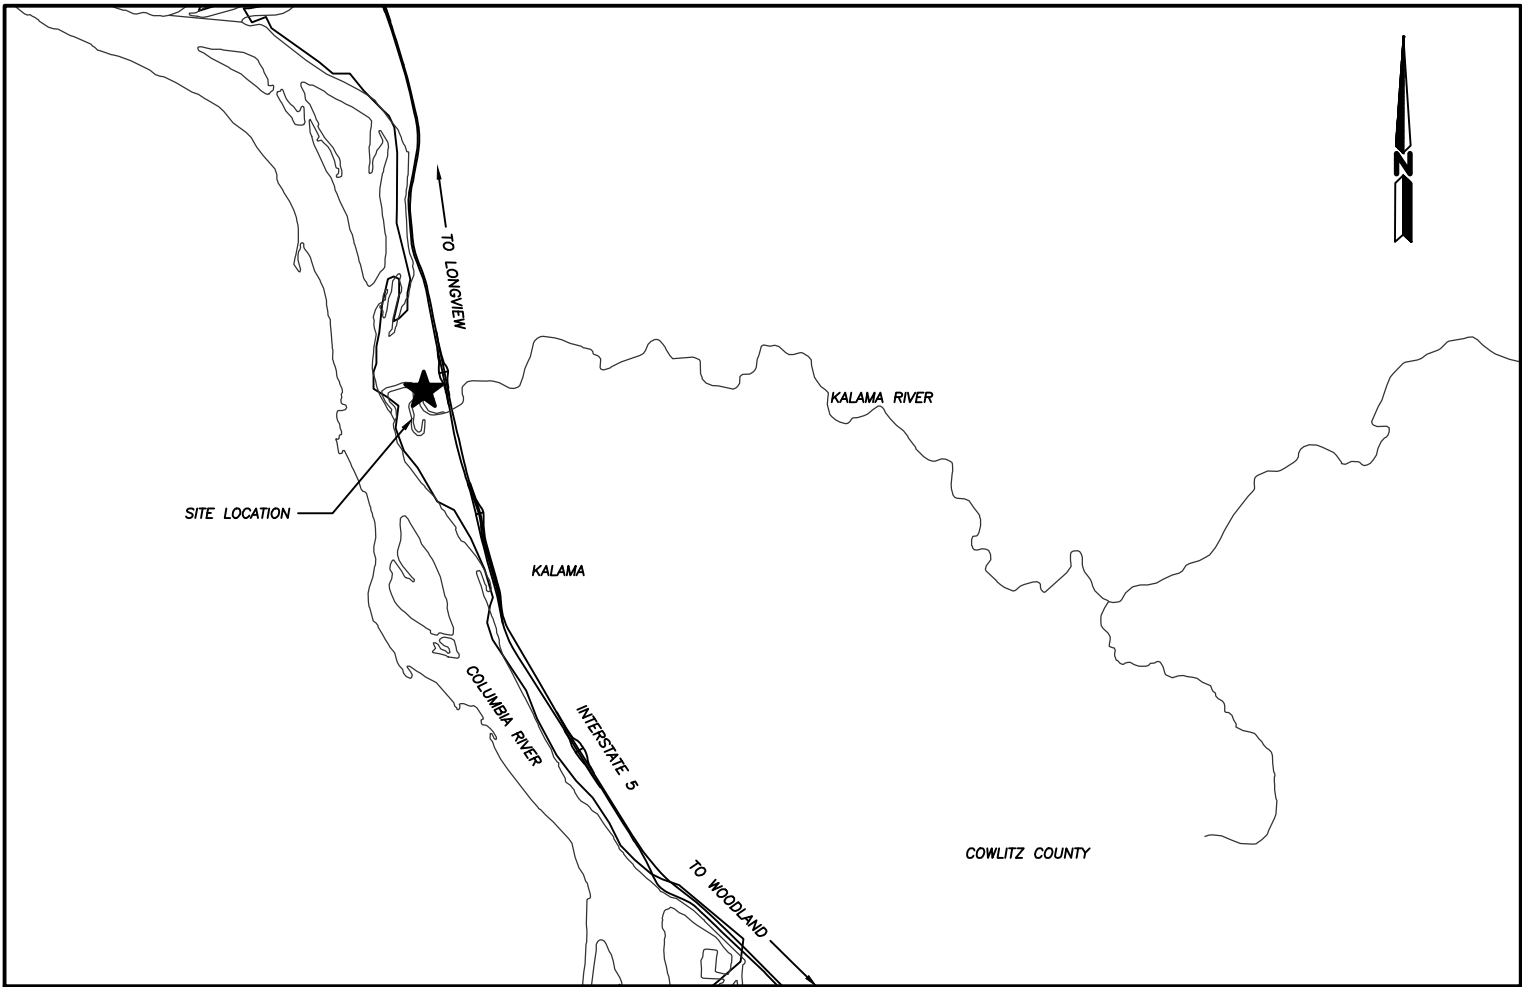 N
TO LONGVIEW
KALAMA RIVER
SITE LOCATION
KALAMA
COLUMBIA RIVER
INTERSTATE 5
COWLITZ COUNTY
TO WOODLAND